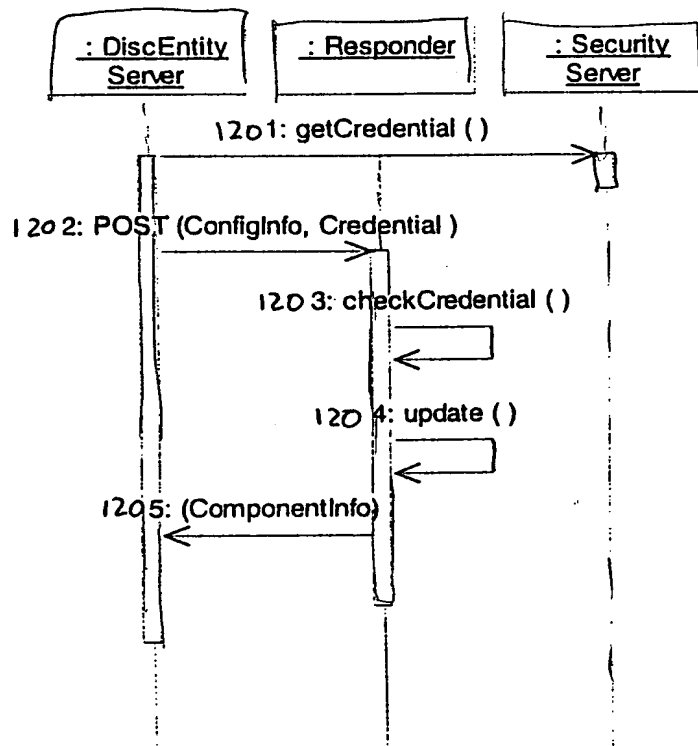 : DiscEntity
Server
: Responder
: Security
Server
1201: getCredential ( )
1202: POST (ConfigInfo, Credential )
1203: checkCredential ( )
1204: update ( )
1205: (ComponentInfo)